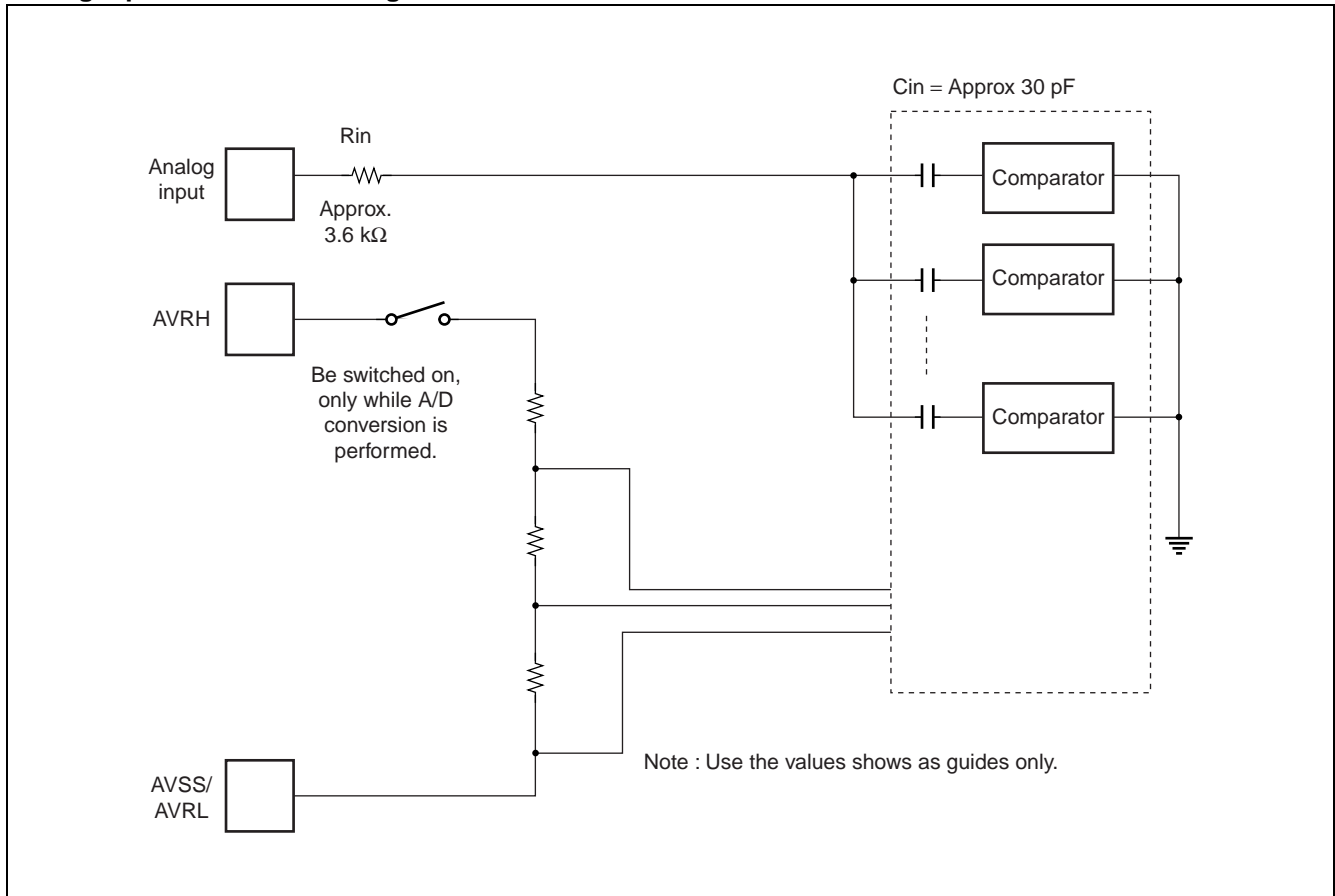 Cin = Approx 30 pF
Rin
Analog
input
Approx.
3.6 kΩ
Comparator
Comparator
Comparator
AVRH
Be switched on,
only while A/D
conversion is
performed.
Note : Use the values shows as guides only.
AVSS/
AVRL